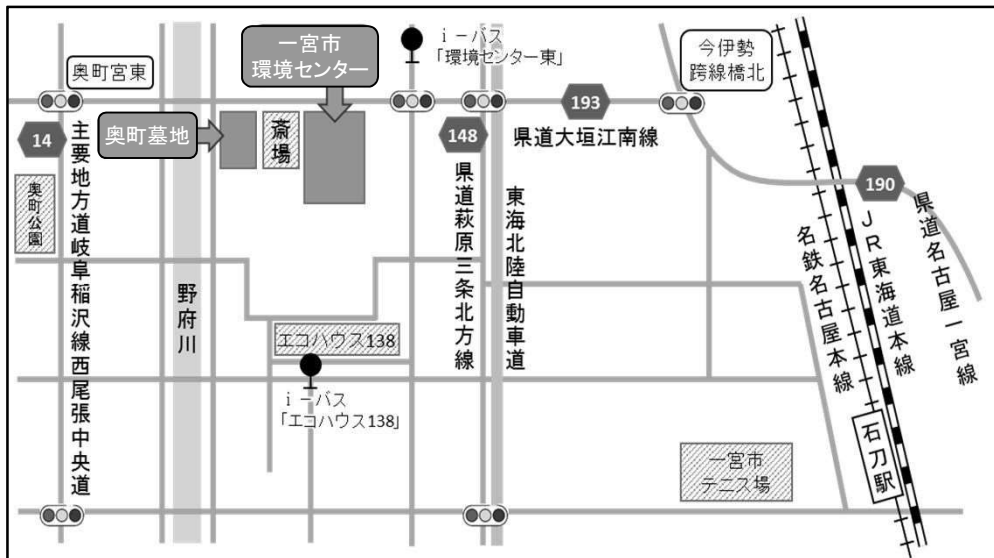 奥町宮東
一宮市
環境センター
i－バス
「環境センター東」
今伊勢
跨線橋北
14
奥町墓地
斎場
148
193
県道大垣江南線
190
奥町公園
主要地方道岐阜稲沢線西尾張中央道
野府川
県道萩原三条北方線
東海北陸自動車道
名鉄名古屋本線
JR東海道本線
県道名古屋一宮線
エコハウス138
i－バス
「エコハウス138」
石刀駅
一宮市
テニス場